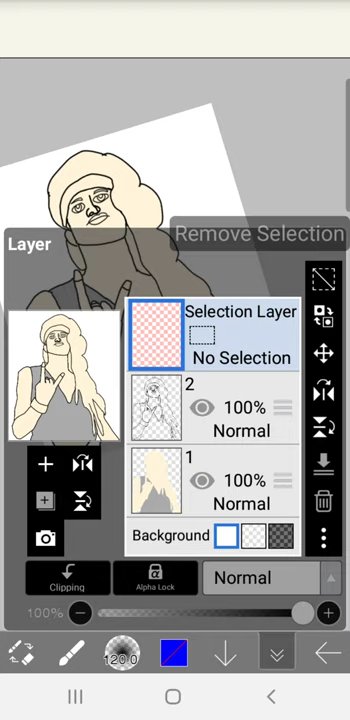 Remove Selection
Layer
Selection Layer
No Selection
2
100%
Normal
1
100%
Normal
Background
Clipping
Alpha Lock
Normal
100%
120.0